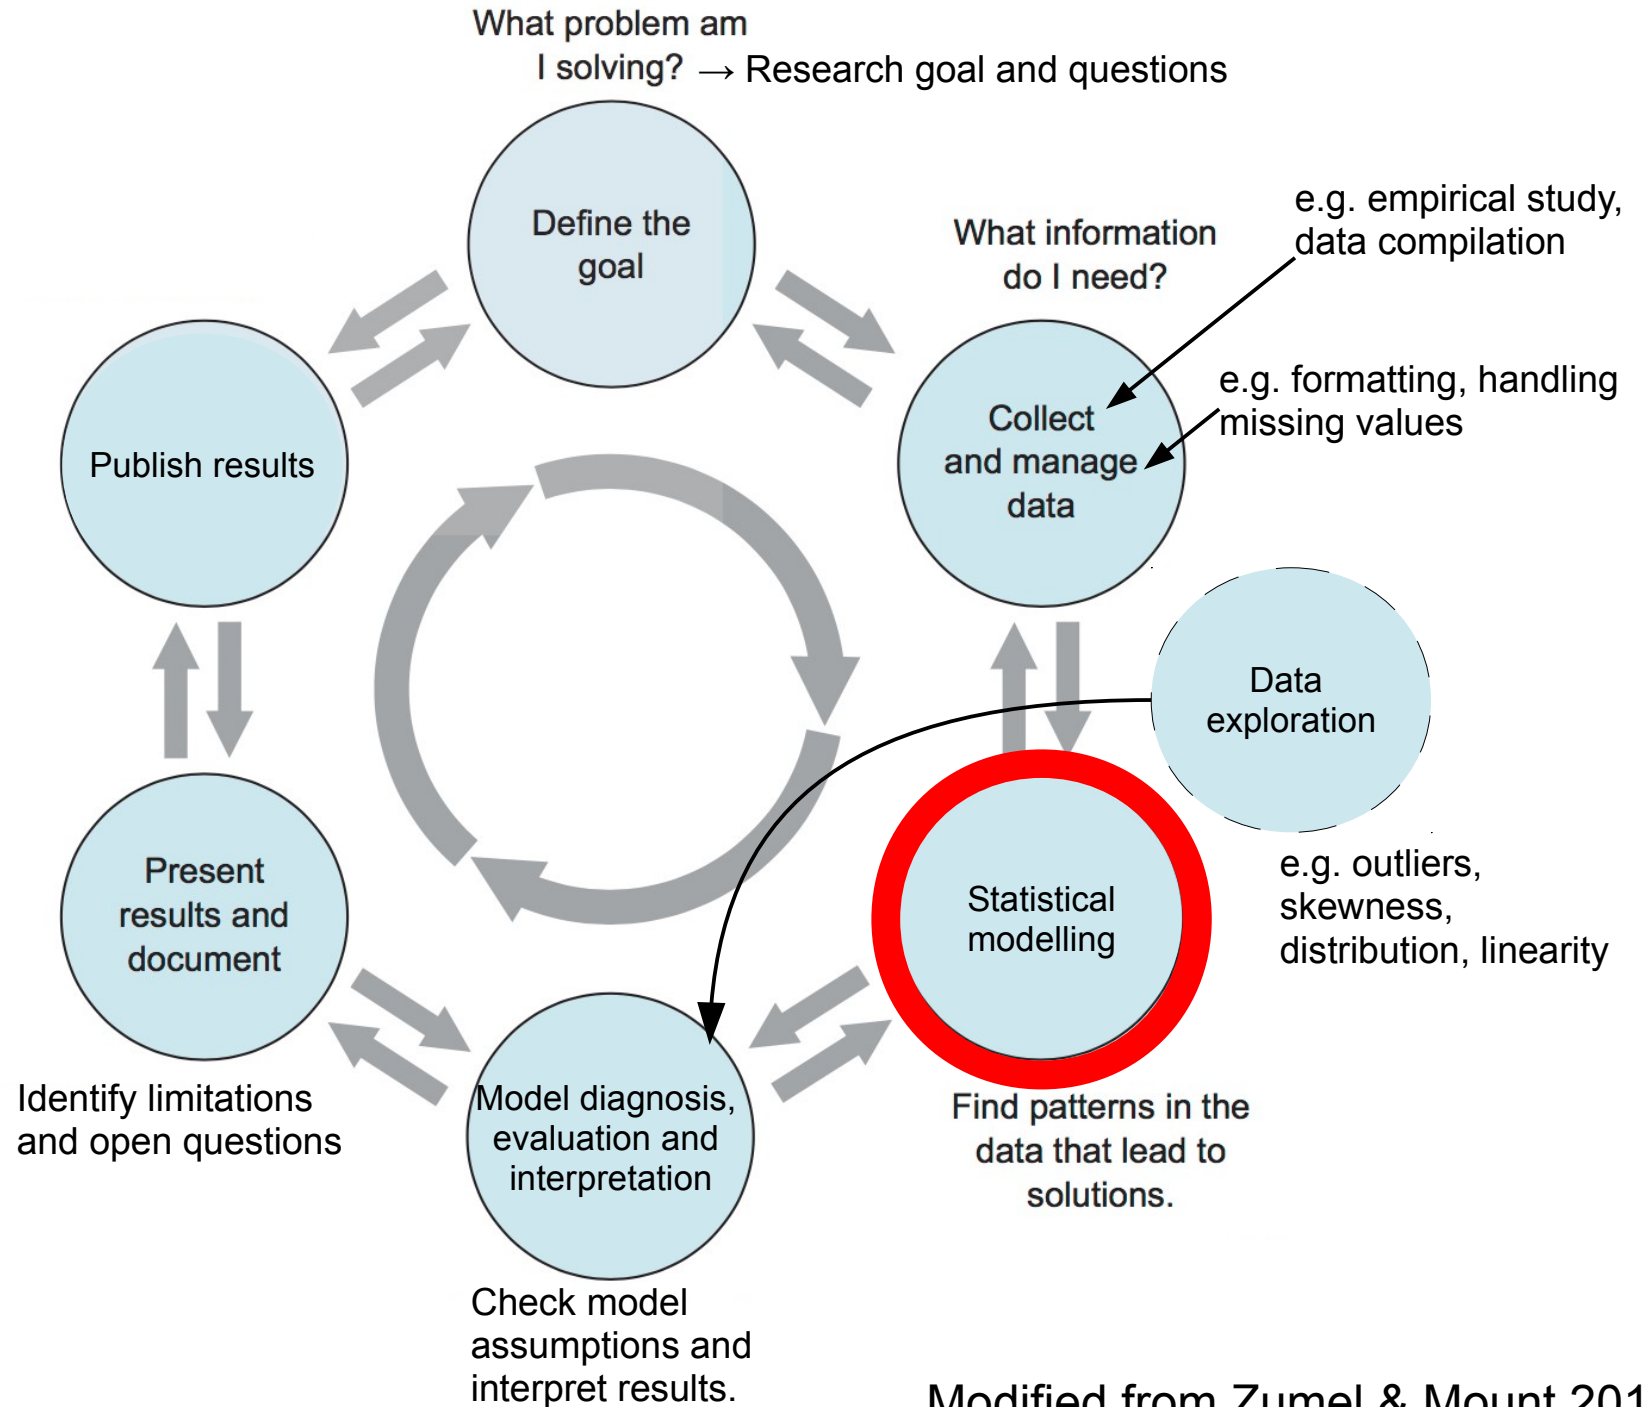 What problem am
I solving? → Research goal and questions
Define the
goal
What information
do I need?
e.g. empirical study,
data compilation
e.g. formatting, handling
missing values
Collect
and manage
data
Publish results
Data
exploration
e.g. outliers,
skewness,
distribution, linearity
Statistical
modelling
Find patterns in the
data that lead to
solutions.
Present
results and
document
Identify limitations
and open questions
Model diagnosis,
evaluation and
interpretation
Check model
assumptions and
interpret results.
Modified from Zumel & Mount